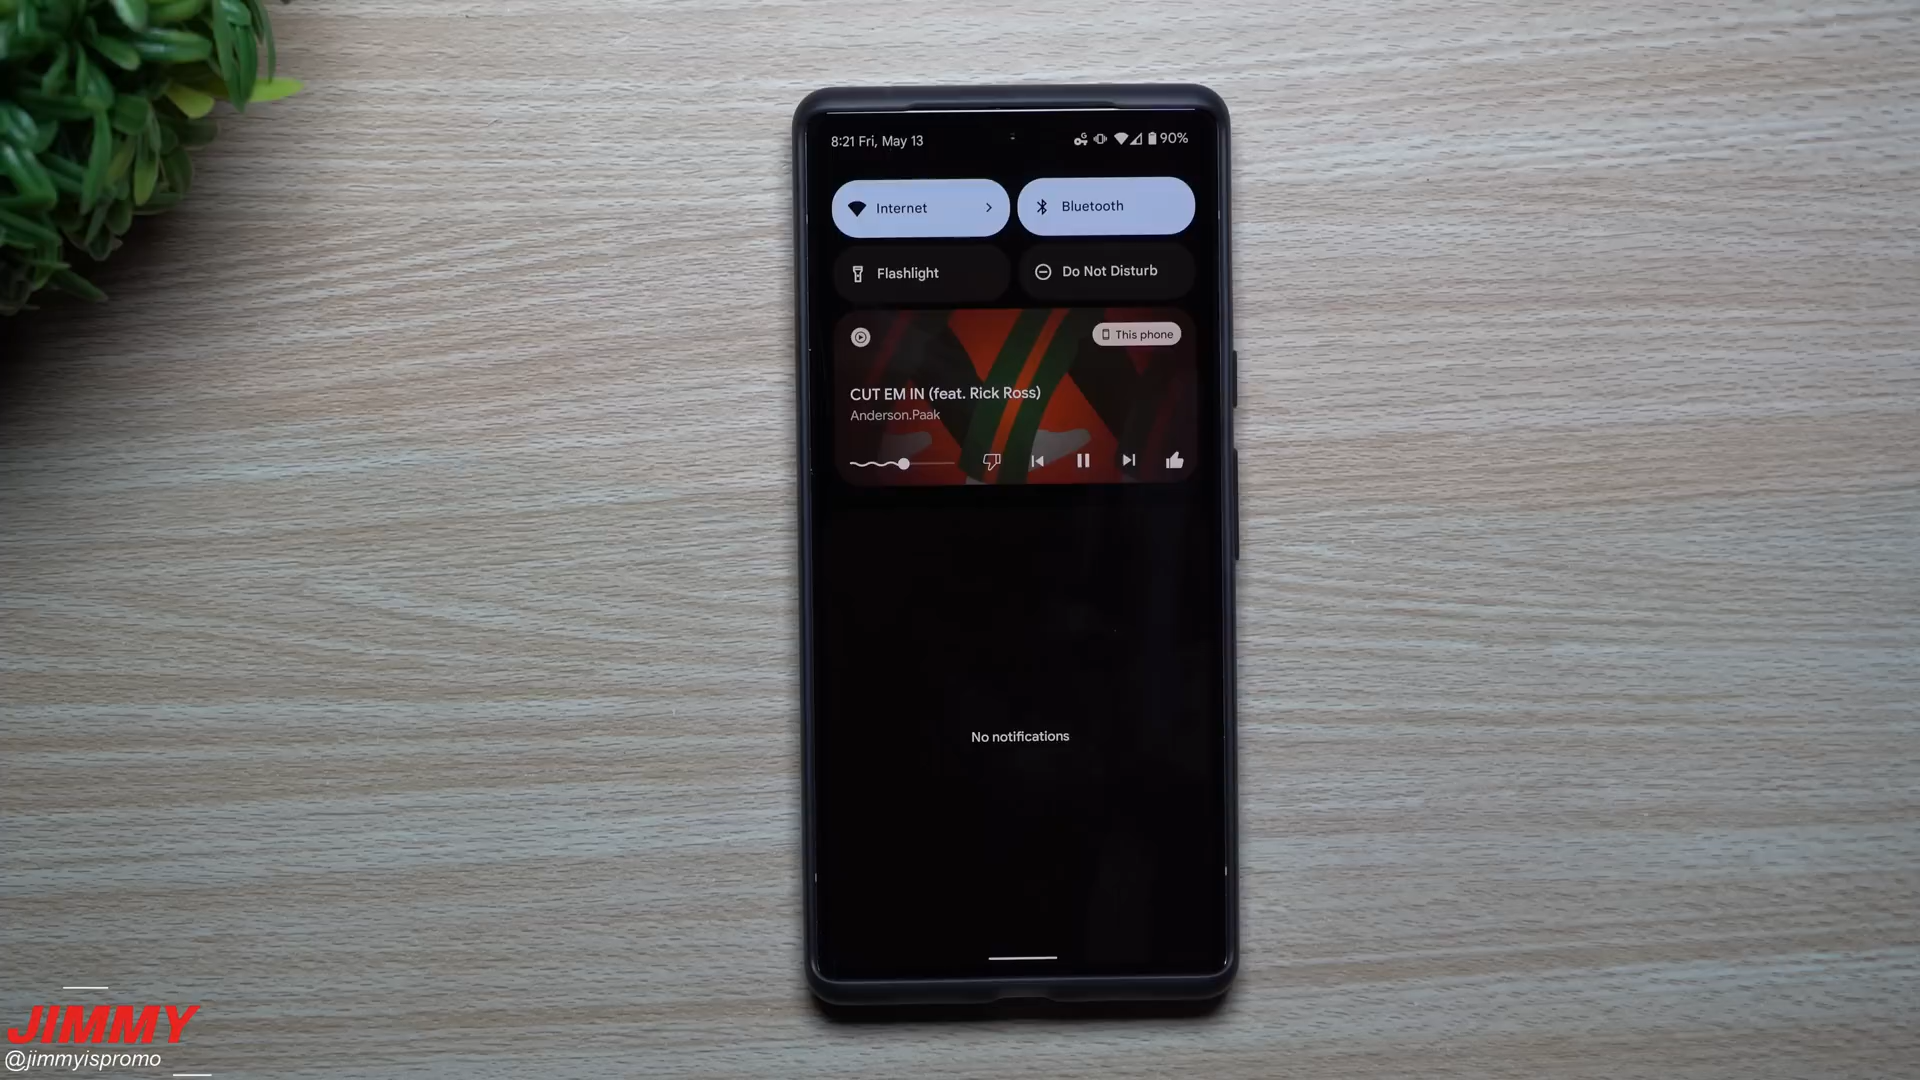 8:21 Fri, May 13
90%
Internet
Bluetooth
Flashlight
Do Not Disturb
This phone
CUT EM IN (feat. Rick Ross)
Anderson.Paak
No notifications
JIMMY
@jimmyispromo